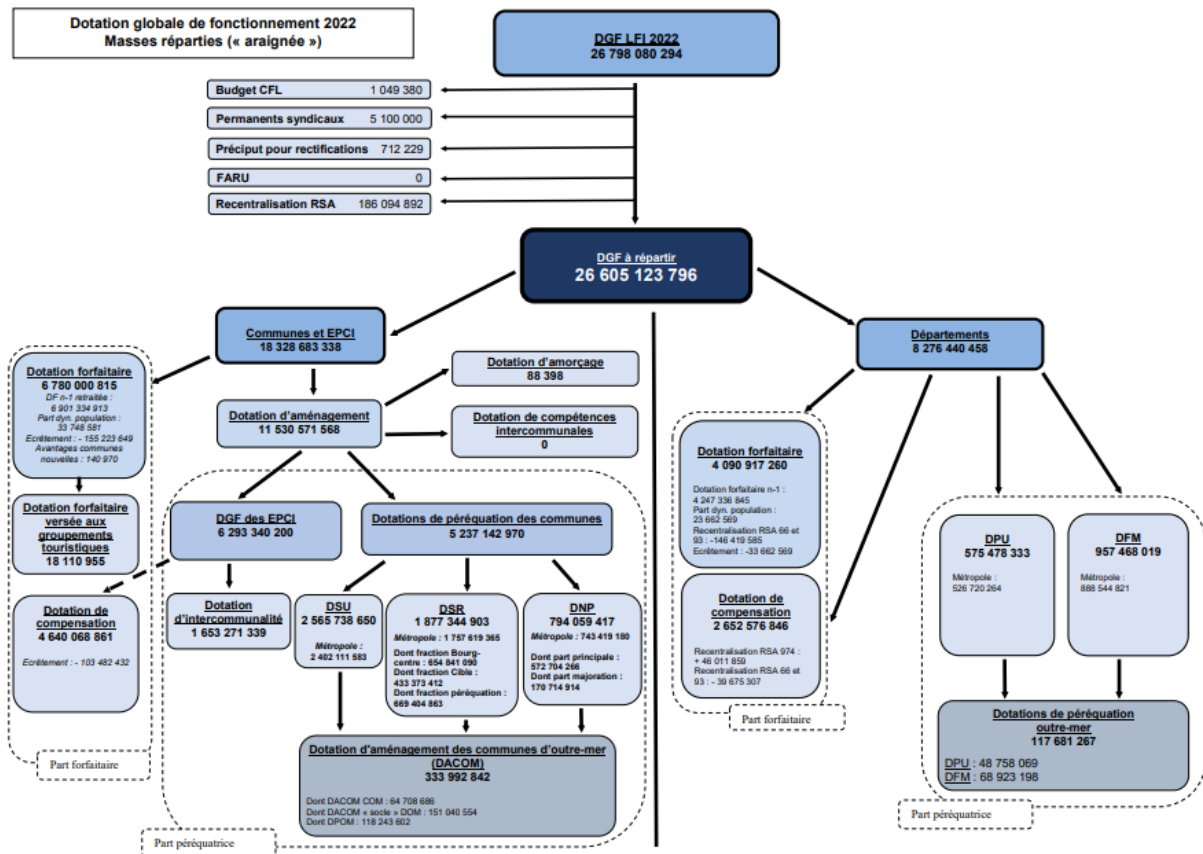 Dotation globale de fonctionnement 2022
Masses réparties (« araignée »)
DGF LFI 2022
26 798 080 294
Budget CFL 1 049 380
Permanents syndicaux 5 100 000
Préciput pour rectifications 712 229
FARU 0
Recentralisation RSA 186 094 892
DGF à répartir
26 605 123 796
Communes et EPCI
18 328 683 338
Départements
8 276 440 458
Dotation forfaitaire
6 780 000 815
DF n-1 retraitée :
6 901 334 913
Part dyn. population :
33 748 581
Ecrêtement : - 155 223 649
Avantages communes
nouvelles : 140 970
Dotation d'amorçage
88 398
Dotation d'aménagement
11 530 571 568
Dotation de compétences
intercommunales
0
Dotation forfaitaire
versée aux
groupements
touristiques
18 110 955
DGF des EPCI
6 293 340 200
Dotations de péréquation des communes
5 237 142 970
Dotation de
compensation
4 640 068 861
Ecrêtement : - 103 482 432
Dotation
d'intercommunalité
1 653 271 339
DSU
2 565 738 650
Métropole :
2 402 111 583
DSR
1 877 344 903
Métropole : 1 757 619 365
Dont fraction Bourg-
centre : 654 841 090
Dont fraction Cible :
433 373 412
Dont fraction péréquation :
669 404 863
DNP
794 059 417
Métropole : 743 419 180
Dont part principale :
572 704 266
Dont part majoration :
170 714 914
Dotation d'aménagement des communes d'outre-mer
(DACOM)
333 992 842
Dont DACOM COM : 64 708 686
Dont DACOM « socle » DOM : 151 040 554
Dont DPOM : 118 243 602
Part forfaitaire
Part péréquatrice
Dotation forfaitaire
4 090 917 260
Dotation forfaitaire n-1 :
4 247 336 845
Part dyn. population :
23 662 569
Recentralisation RSA 66 et
93 : -146 419 585
Ecrêtement : -33 662 569
Dotation de
compensation
2 652 576 846
Recentralisation RSA 974 :
+ 46 011 859
Recentralisation RSA 66 et
93 : - 39 675 307
Part forfaitaire
DPU
575 478 333
Métropole :
526 720 264
DFM
957 468 019
Métropole :
888 544 821
Dotations de péréquation
outre-mer
117 681 267
DPU : 48 758 069
DFM : 68 923 198
Part péréquatrice